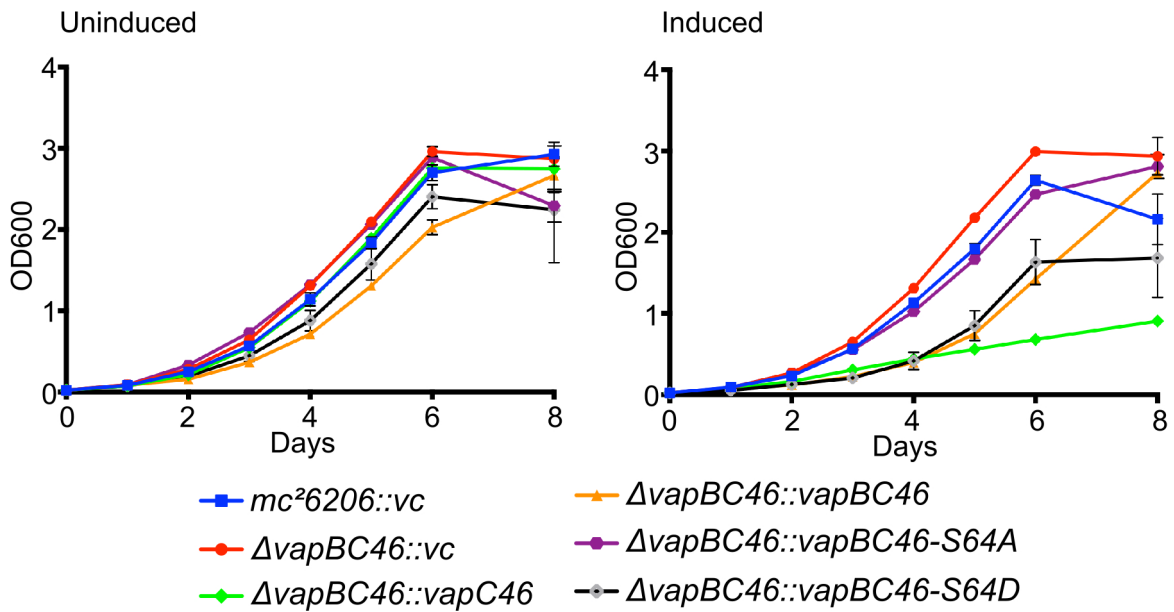 Uninduced
Induced
4
3
2
1
0
OD600
0 2 4 6 8
Days
4
3
2
1
0
OD600
0 2 4 6 8
Days
mc²6206::vc
ΔvapBC46::vc
ΔvapBC46::vapC46
ΔvapBC46::vapBC46
ΔvapBC46::vapBC46-S64A
ΔvapBC46::vapBC46-S64D